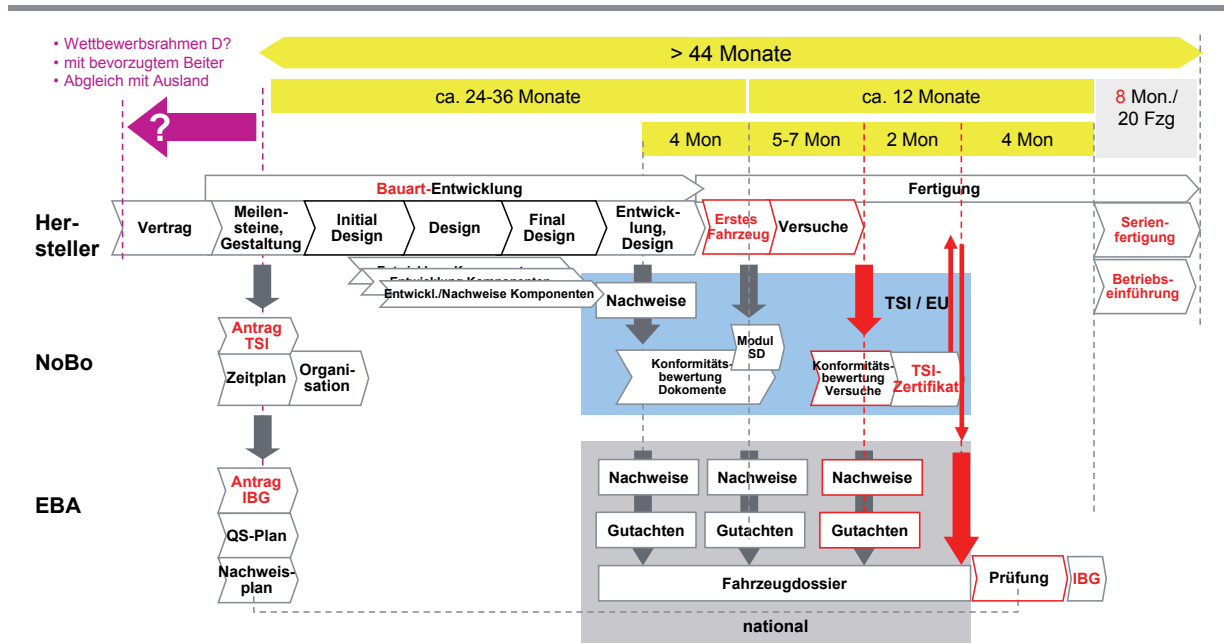 • Wettbewerbsrahmen D?
• mit bevorzugtem Beiter
• Abgleich mit Ausland
> 44 Monate
ca. 24-36 Monate
ca. 12 Monate
8 Mon./
20 Fzg
?
4 Mon
5-7 Mon
2 Mon
4 Mon
Bauart-Entwicklung
Fertigung
Her-
steller
Vertrag
Meilen-
steine,
Gestaltung
Initial
Design
Design
Final
Design
Entwick-
lung,
Design
Erstes
Fahrzeug
Versuche
Serien-
fertigung
Betriebs-
einführung
Entwicklung Komponenten
Entwickl./Nachweise Komponenten
Nachweise
TSI / EU
NoBo
Antrag
TSI
Zeitplan
Organi-
sation
Konformitäts-
bewertung
Dokumente
Modul
SD
Konformitäts-
bewertung
Versuche
TSI-
Zertifikat
EBA
Antrag
IBG
QS-Plan
Nachweis-
plan
Nachweise
Nachweise
Nachweise
Gutachten
Gutachten
Gutachten
Fahrzeugdossier
Prüfung
IBG
national